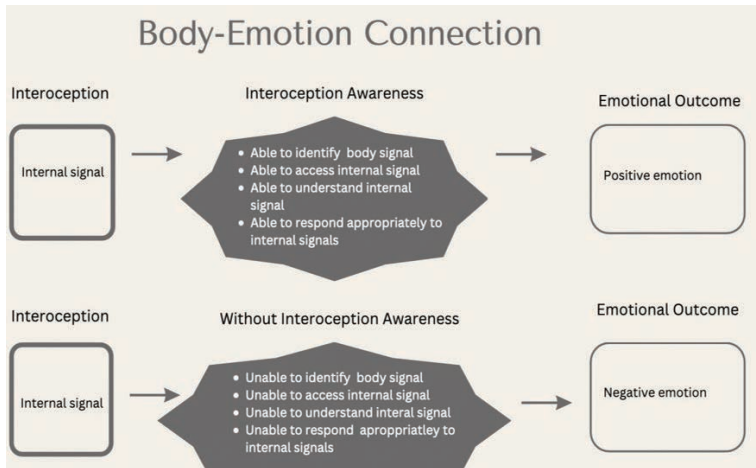 Body-Emotion Connection
Interoception
Interoception Awareness
Emotional Outcome
Internal signal
• Able to identify body signal
• Able to access internal signal
• Able to understand internal
signal
• Able to respond appropriately to
internal signals
Positive emotion
Interoception
Without Interoception Awareness
Emotional Outcome
Internal signal
• Unable to identify body signal
• Unable to access internal signal
• Unable to understand interal signal
• Unable to respond aproppriatley to
internal signals
Negative emotion